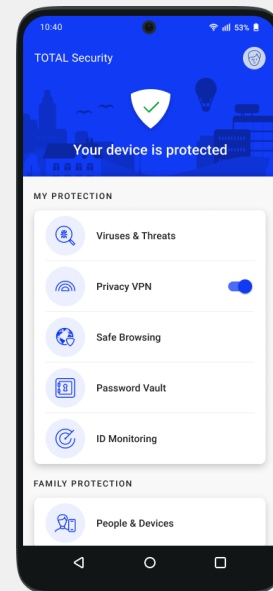 10:40
53%
TOTAL Security
Your device is protected
MY PROTECTION
Viruses & Threats
Privacy VPN
Safe Browsing
Password Vault
ID Monitoring
FAMILY PROTECTION
People & Devices